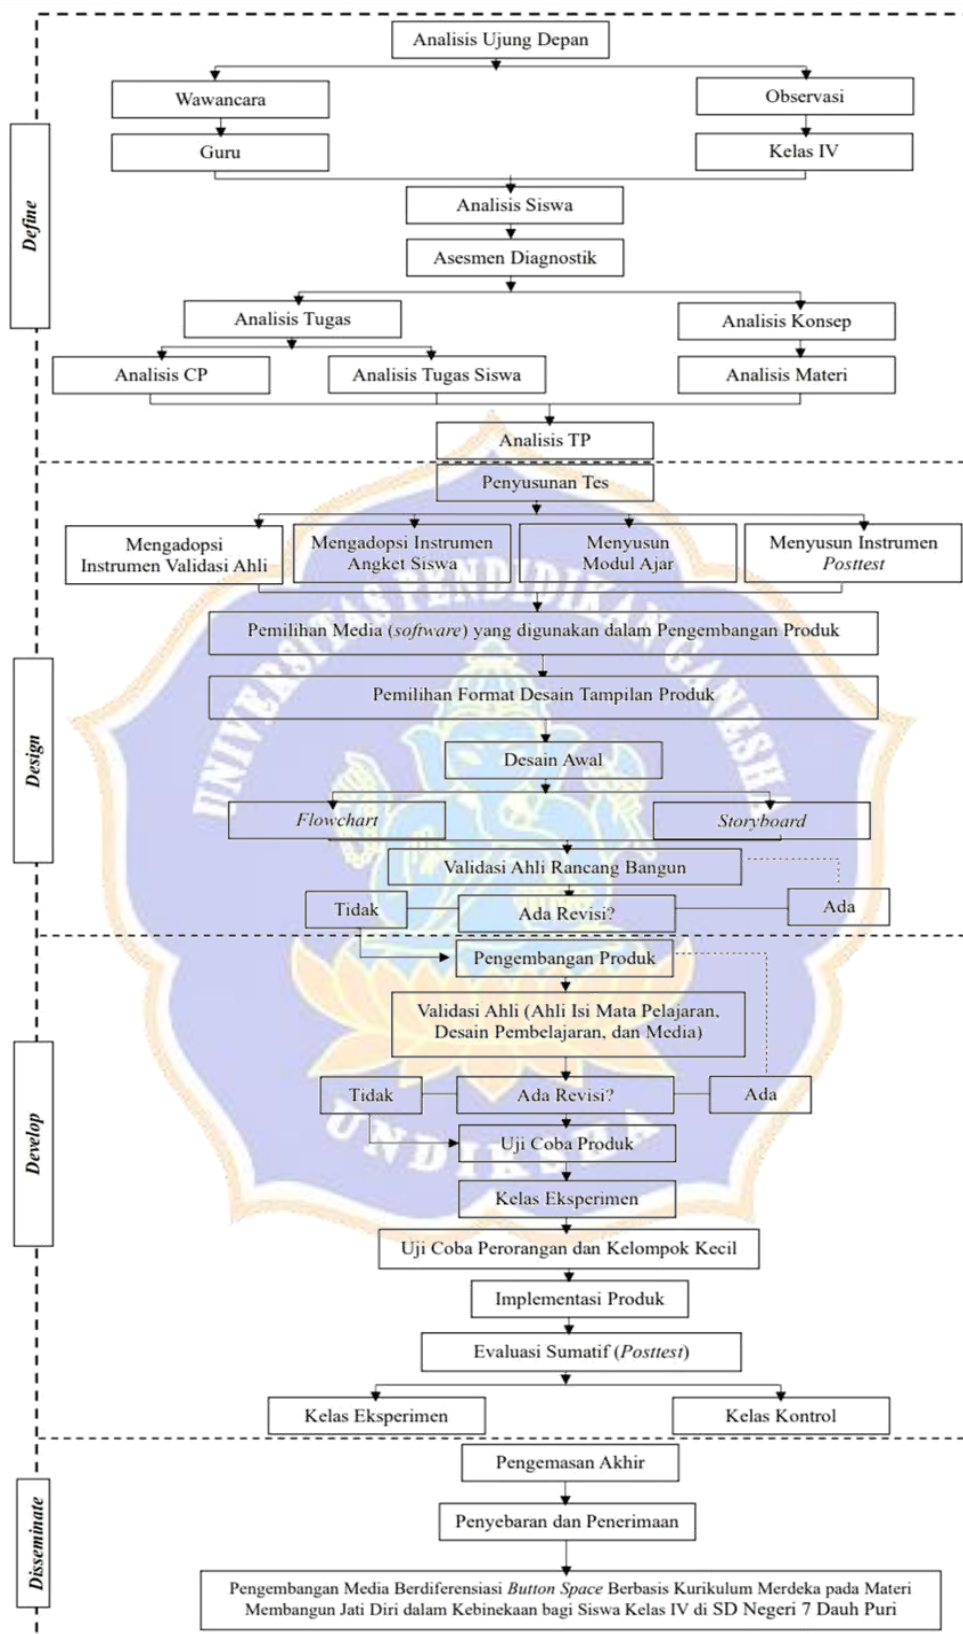 Analisis Ujung Depan
Wawancara
Observasi
Guru
Kelas IV
Define
Analisis Siswa
Asesmen Diagnostik
Analisis Tugas
Analisis Konsep
Analisis CP
Analisis Tugas Siswa
Analisis Materi
Analisis TP
Penyusunan Tes
Mengadopsi
Instrumen Validasi Ahli
Mengadopsi Instrumen
Angket Siswa
Menyusun
Modul Ajar
Menyusun Instrumen
Posttest
UNIVERSITAS PENDIDIKAN GANESHA
Pemilihan Media (software) yang digunakan dalam Pengembangan Produk
Pemilihan Format Desain Tampilan Produk
Design
Desain Awal
Flowchart
Storyboard
Validasi Ahli Rancang Bangun
Tidak
Ada Revisi?
Ada
Pengembangan Produk
Validasi Ahli (Ahli Isi Mata Pelajaran,
Desain Pembelajaran, dan Media)
Develop
Tidak
Ada Revisi?
Ada
UNDIKSHA
Uji Coba Produk
Kelas Eksperimen
Uji Coba Perorangan dan Kelompok Kecil
Implementasi Produk
Evaluasi Sumatif (Posttest)
Kelas Eksperimen
Kelas Kontrol
Disseminate
Pengemasan Akhir
Penyebaran dan Penerimaan
Pengembangan Media Berdiferensiasi Button Space Berbasis Kurikulum Merdeka pada Materi
Membangun Jati Diri dalam Kebinekaan bagi Siswa Kelas IV di SD Negeri 7 Dauh Puri